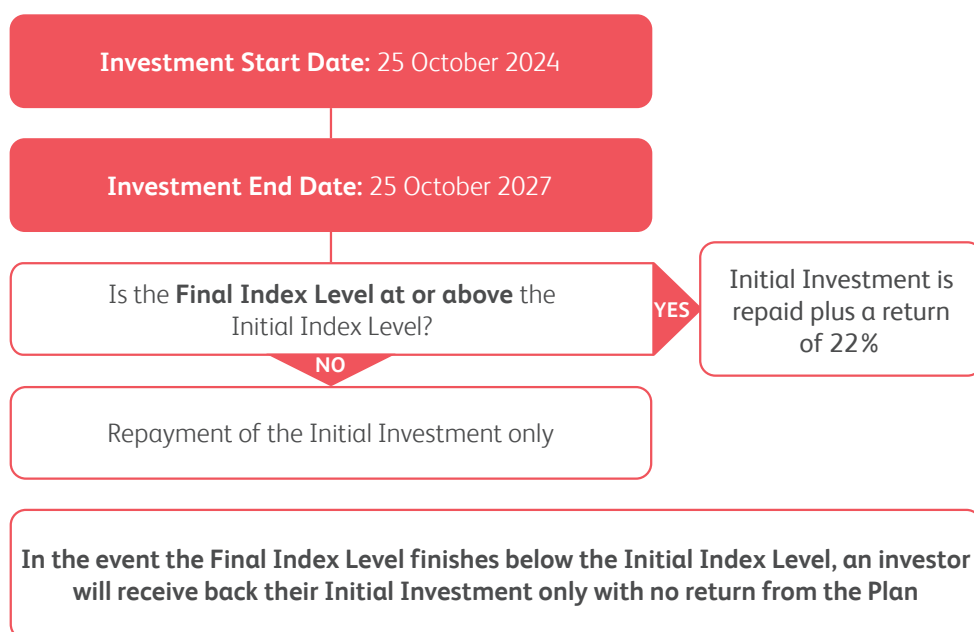 Investment Start Date: 25 October 2024
Investment End Date: 25 October 2027
Is the Final Index Level at or above the
Initial Index Level?
YES
Initial Investment is
repaid plus a return
of 22%
NO
Repayment of the Initial Investment only
In the event the Final Index Level finishes below the Initial Index Level, an investor
will receive back their Initial Investment only with no return from the Plan